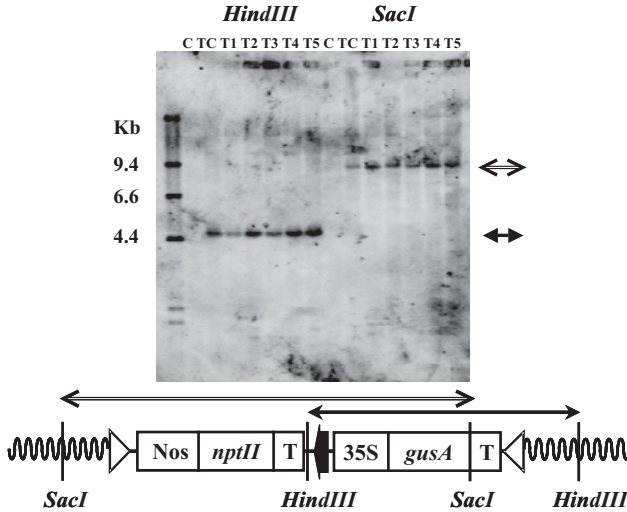 HindIII SacI
C TC T1 T2 T3 T4 T5 C TC T1 T2 T3 T4 T5
Kb
9.4
6.6
4.4
Nos nptII T 35S gusA T
SacI HindIII SacI HindIII